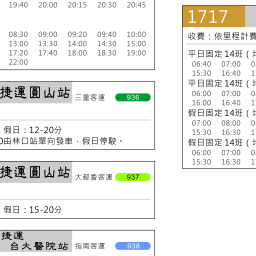 19:40 20:00 20:15 20:30 20:45
08:30 09:00 09:20 09:40 10:00
13:00 13:30 14:00 14:30 15:00
17:20 17:40 18:00 18:30 19:00
22:00
捷運圓山站 三重客運 936
假日：12-20分
0由林口站單向發車，假日停駛。
捷運圓山站 大都會客運 937
假日：15-20分
捷運
台大醫院站 指南客運 938
1717
收費：依里程計費
平日固定14班（
06:40 07:00
15:30 16:40
平日固定14班（
06:00 07:00
16:00 16:40
假日固定14班（
07:00 08:00
15:30 16:30
假日固定14班（
06:00 07:00
15:30 16:30